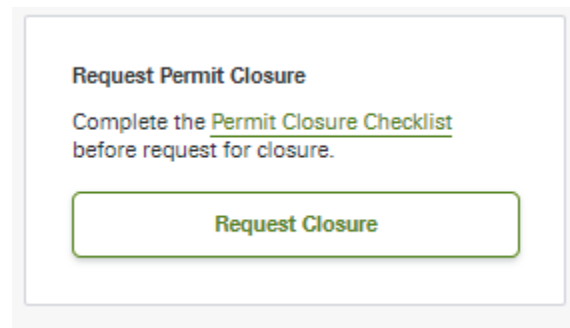 Request Permit Closure
Complete the Permit Closure Checklist
before request for closure.
Request Closure